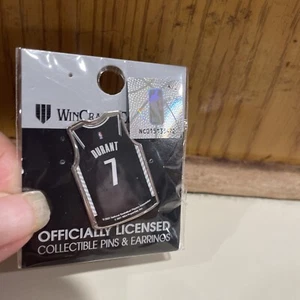 WINCRA
DURANT
7
OFFICIALLY LICENSED
COLLECTIBLE PINS & EARRINGS